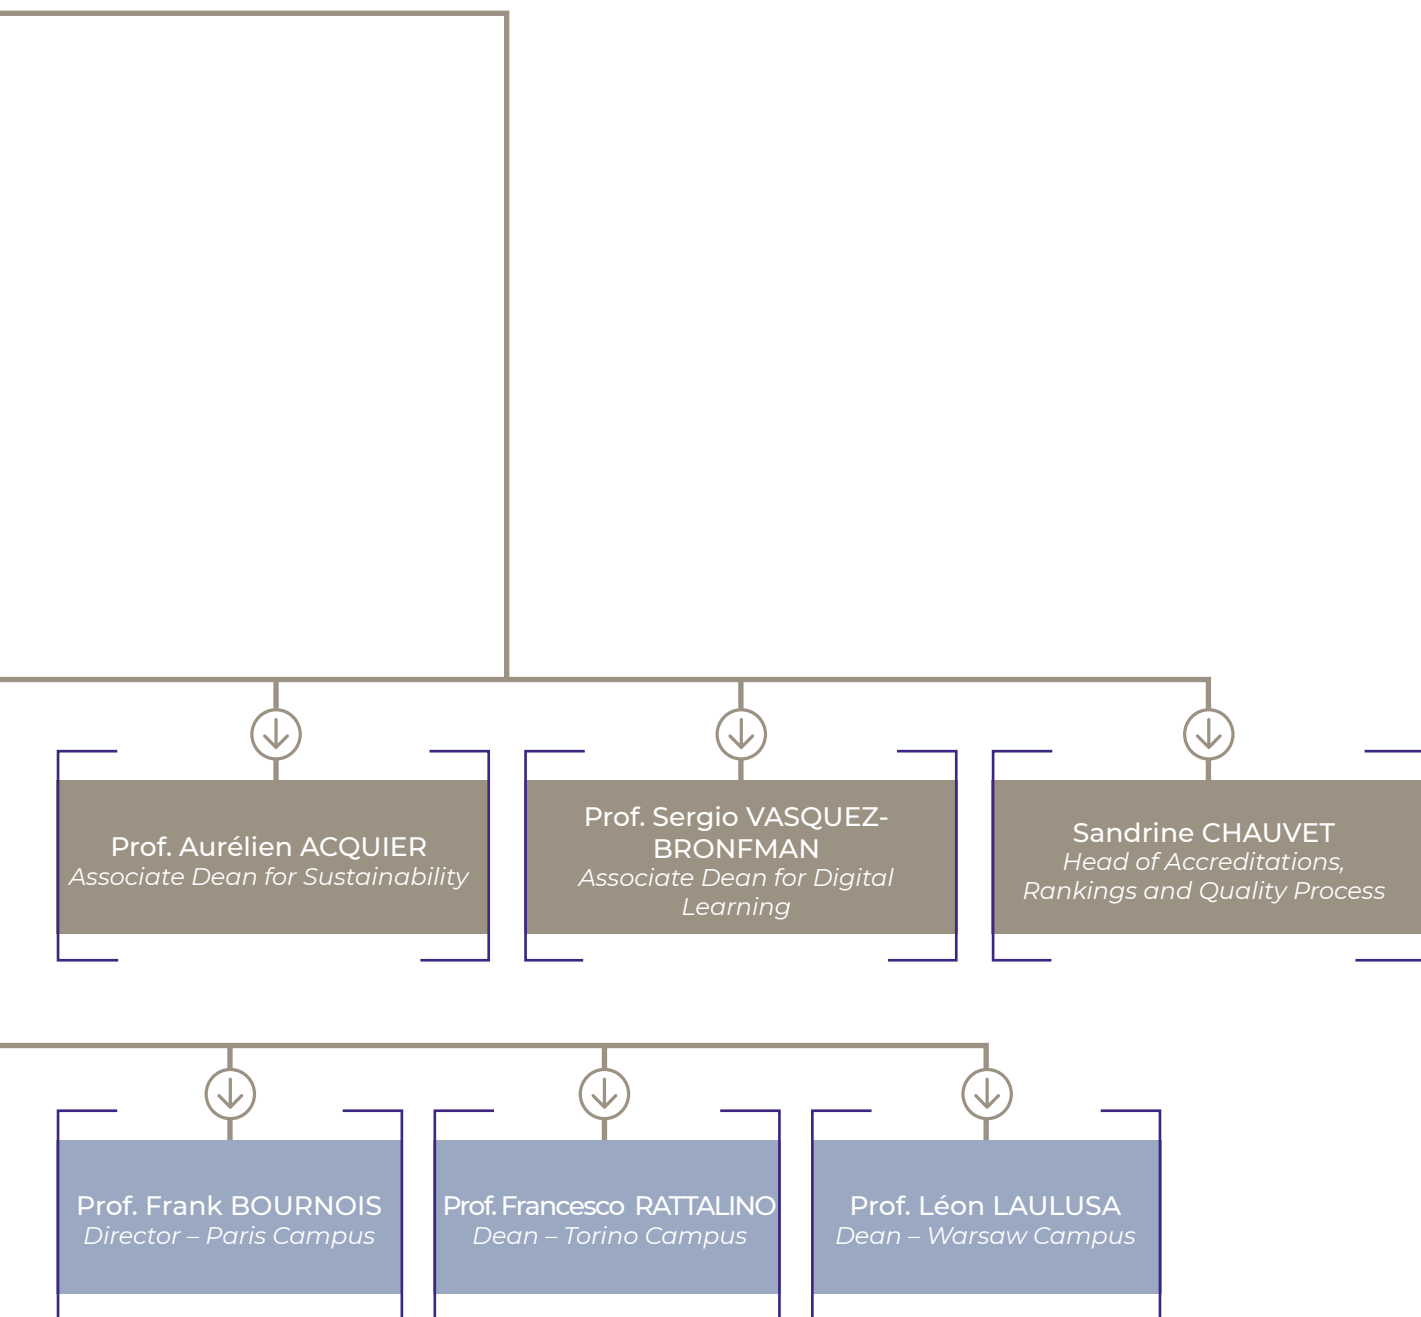 Prof. Aurélien ACQUIER
Associate Dean for Sustainability
Prof. Sergio VASQUEZ-
BRONFMAN
Associate Dean for Digital
Learning
Sandrine CHAUVET
Head of Accreditations,
Rankings and Quality Process
Prof. Frank BOURNOIS
Director – Paris Campus
Prof. Francesco RATTALINO
Dean – Torino Campus
Prof. Léon LAULUSA
Dean – Warsaw Campus